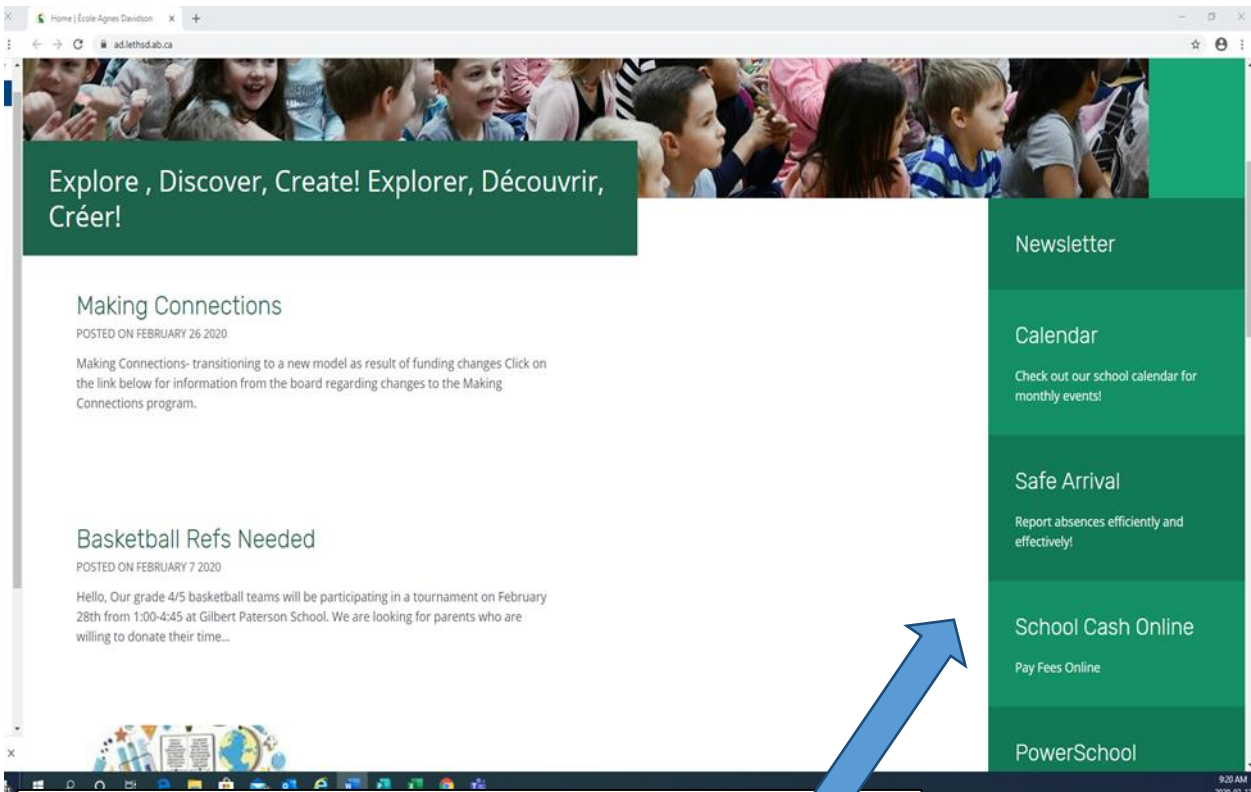 Home | École Agnes Davidson
ad.lethsd.ab.ca
Explore , Discover, Create! Explorer, Découvrir,
Créer!
Making Connections
POSTED ON FEBRUARY 26 2020
Making Connections- transitioning to a new model as result of funding changes Click on
the link below for information from the board regarding changes to the Making
Connections program.
Basketball Refs Needed
POSTED ON FEBRUARY 7 2020
Hello, Our grade 4/5 basketball teams will be participating in a tournament on February
28th from 1:00-4:45 at Gilbert Paterson School. We are looking for parents who are
willing to donate their time...
Newsletter
Calendar
Check out our school calendar for
monthly events!
Safe Arrival
Report absences efficiently and
effectively!
School Cash Online
Pay Fees Online
PowerSchool
9:20 AM